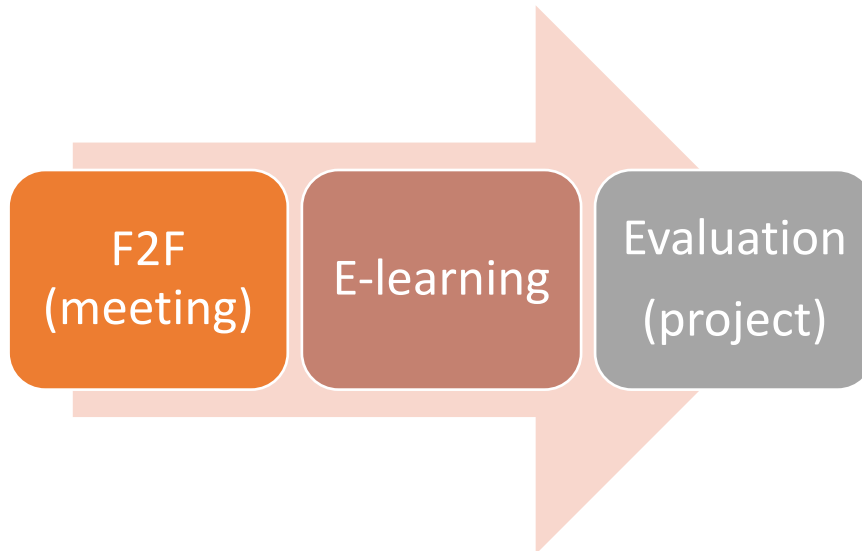 F2F
(meeting)
E-learning
Evaluation
(project)